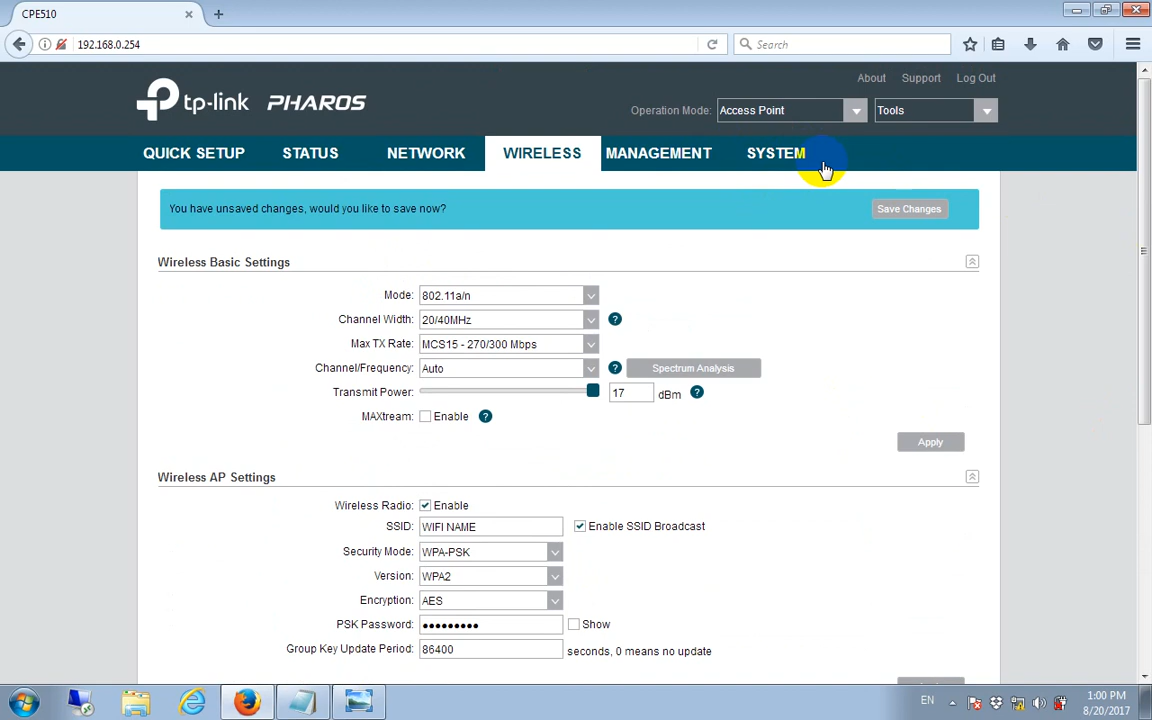 CPE510
192.168.0.254
Search
tp-link PHAROS
About Support Log Out
Operation Mode: Access Point Tools
QUICK SETUP STATUS NETWORK WIRELESS MANAGEMENT SYSTEM
You have unsaved changes, would you like to save now? Save Changes
Wireless Basic Settings
Mode: 802.11a/n
Channel Width: 20/40MHz ?
Max TX Rate: MCS15 - 270/300 Mbps
Channel/Frequency: Auto ? Spectrum Analysis
Transmit Power: 17 dBm ?
MAXtream: Enable ?
Apply
Wireless AP Settings
Wireless Radio: Enable
SSID: WIFI NAME Enable SSID Broadcast
Security Mode: WPA-PSK
Version: WPA2
Encryption: AES
PSK Password: ●●●●●●●●● Show
Group Key Update Period: 86400 seconds, 0 means no update
EN 1:00 PM
8/20/2017